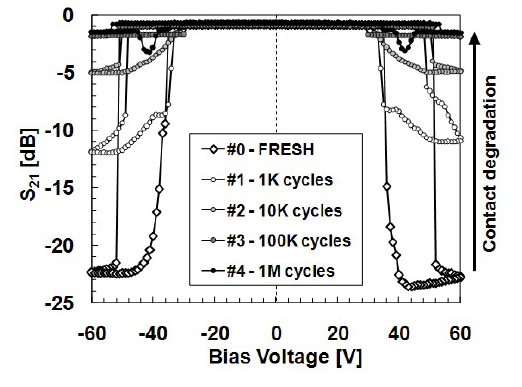 0
-5
-10
-15
-20
-25
S21 [dB]
-60 -40 -20 0 20 40 60
Bias Voltage [V]
#0 - FRESH
#1 - 1K cycles
#2 - 10K cycles
#3 - 100K cycles
#4 - 1M cycles
Contact degradation